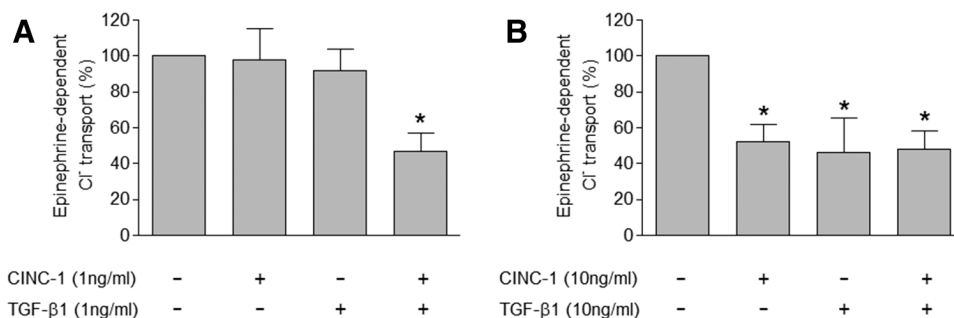 A
Epinephrine-dependent
Cl⁻ transport (%)
120
100
80
60
40
20
0
*
CINC-1 (1ng/ml) - + - +
TGF-β1 (1ng/ml) - - + +
B
Epinephrine-dependent
Cl⁻ transport (%)
120
100
80
60
40
20
0
* * *
CINC-1 (10ng/ml) - + - +
TGF-β1 (10ng/ml) - - + +